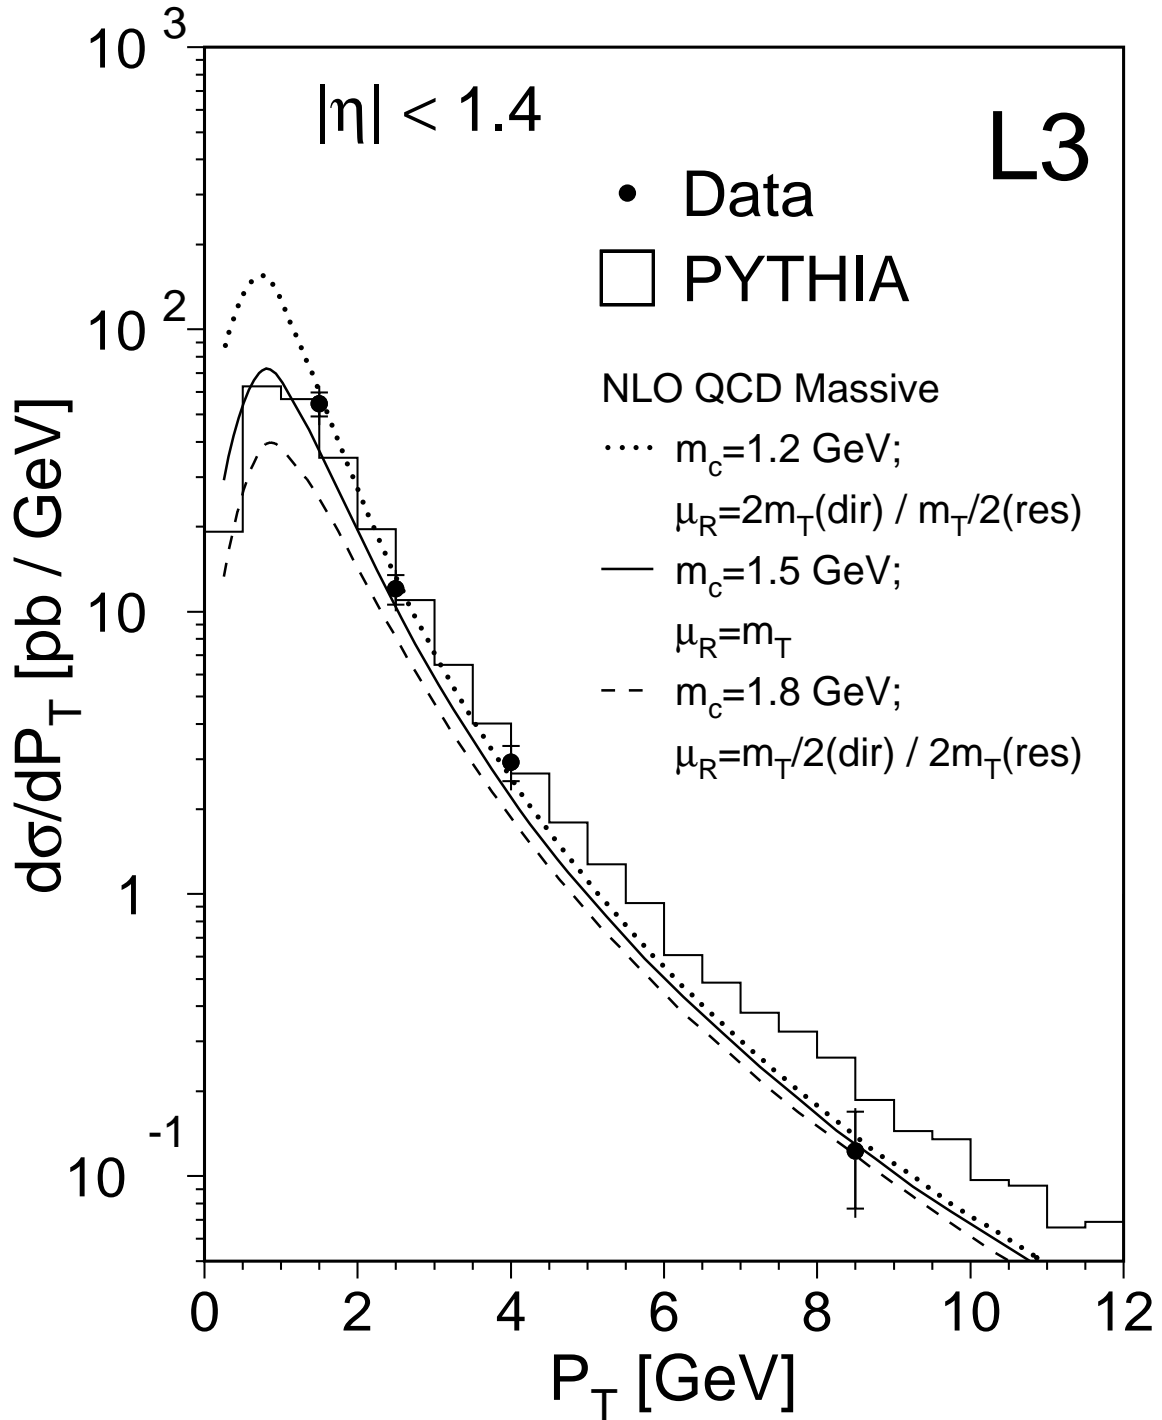 10^3
|η| < 1.4
L3
Data
PYTHIA
10^2
NLO QCD Massive
m_c=1.2 GeV;
μ_R=2m_T(dir) / m_T/2(res)
m_c=1.5 GeV;
10
μ_R=m_T
m_c=1.8 GeV;
μ_R=m_T/2(dir) / 2m_T(res)
1
10^-1
dσ/dP_T [pb / GeV]
0 2 4 6 8 10 12
P_T [GeV]